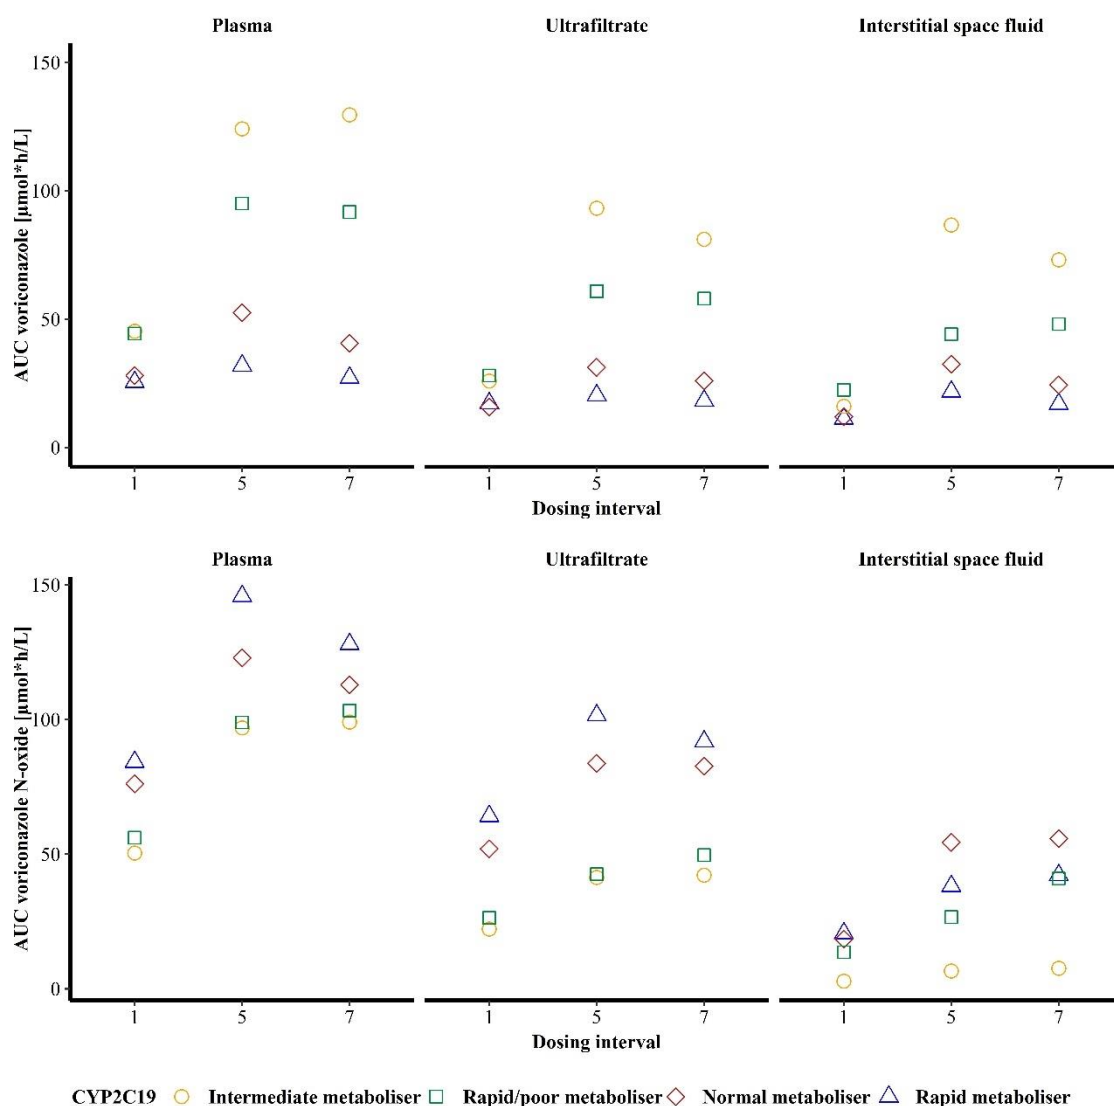 Plasma Ultrafiltrate Interstitial space fluid
AUC voriconazole [µmol*h/L]
150
100
50
0
1 5 7 1 5 7 1 5 7
Dosing interval Dosing interval
Plasma Ultrafiltrate Interstitial space fluid
AUC voriconazole N-oxide [µmol*h/L]
150
100
50
0
1 5 7 1 5 7 1 5 7
Dosing interval
CYP2C19 Intermediate metaboliser Rapid/poor metaboliser Normal metaboliser Rapid metaboliser